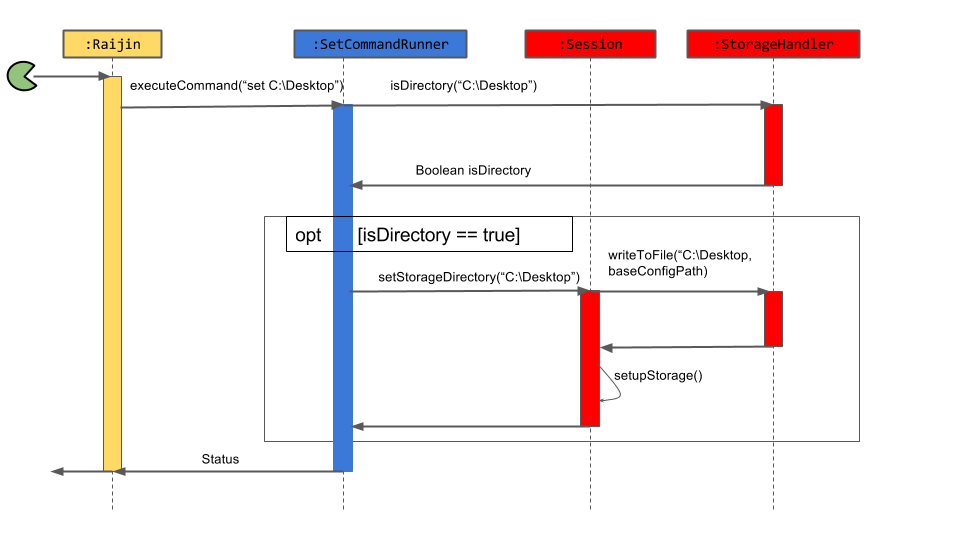 :Raijin
:SetCommandRunner
:Session
:StorageHandler
executeCommand(“set C:\Desktop”)
isDirectory(“C:\Desktop”)
Boolean isDirectory
opt [isDirectory == true]
writeToFile(“C:\Desktop,
baseConfigPath)
setStorageDirectory(“C:\Desktop”)
setupStorage()
Status